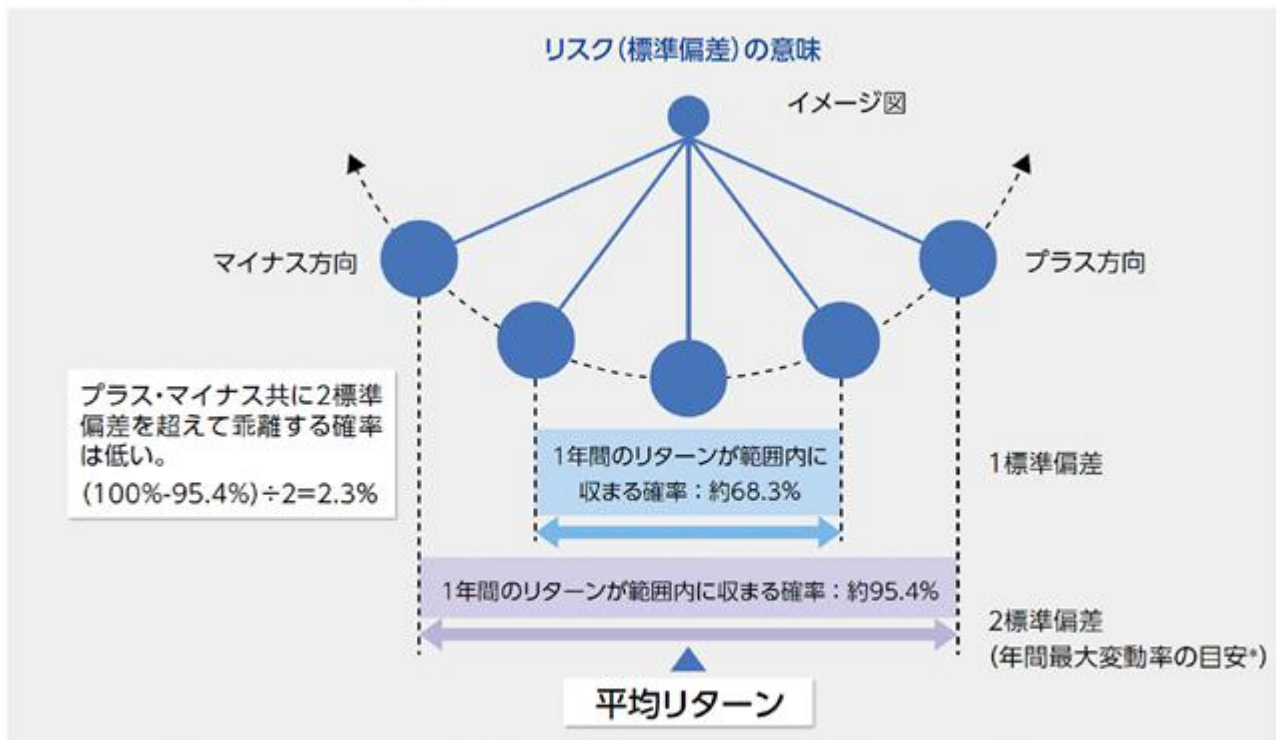 リスク(標準偏差)の意味
イメージ図
マイナス方向
プラス方向
プラス・マイナス共に2標準
偏差を超えて乖離する確率
は低い。
(100%-95.4%)÷2=2.3%
1年間のリターンが範囲内に
収まる確率：約68.3%
1標準偏差
1年間のリターンが範囲内に収まる確率：約95.4%
2標準偏差
(年間最大変動率の目安*)
平均リターン